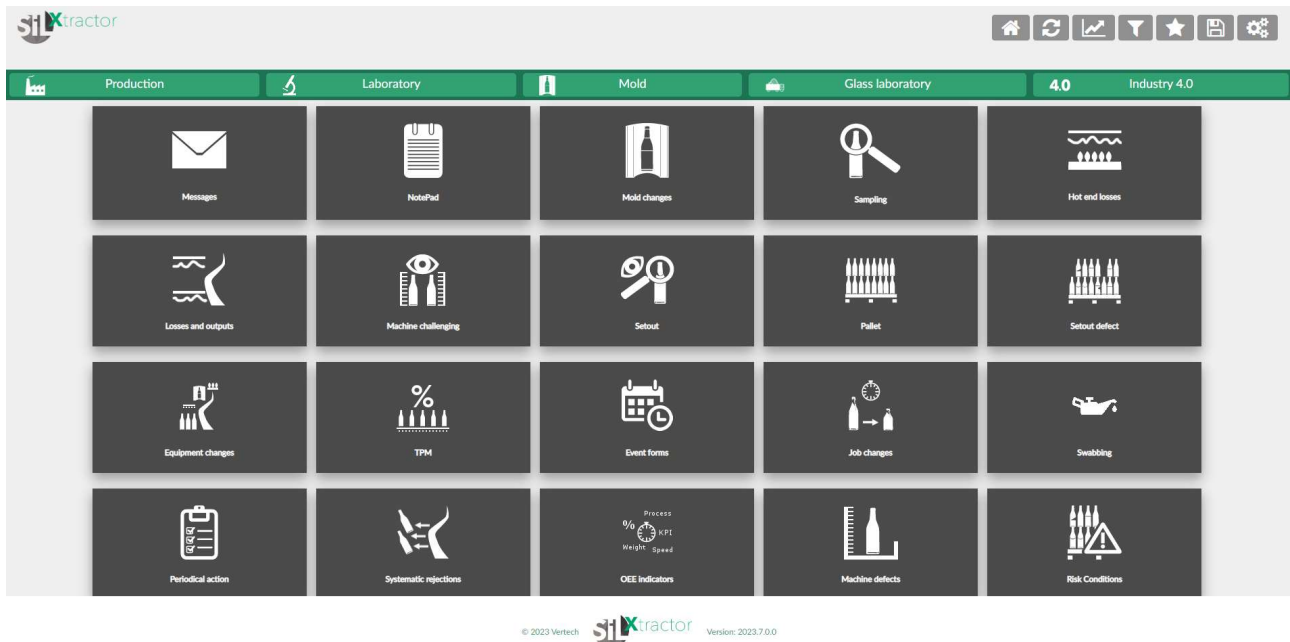 SIL Xtractor
Production
Laboratory
Mold
Glass laboratory
4.0 Industry 4.0
Messages
NotePad
Mold changes
Sampling
Hot end losses
Losses and outputs
Machine challenging
Setout
Pallet
Setout defect
%
Equipment changes
TPM
Event forms
Job changes
Swabbing
Process
% KPI
Weight Speed
Periodical action
Systematic rejections
OEE indicators
Machine defects
Risk Conditions
© 2023 Vertech SIL Xtractor Version: 2023.7.0.0